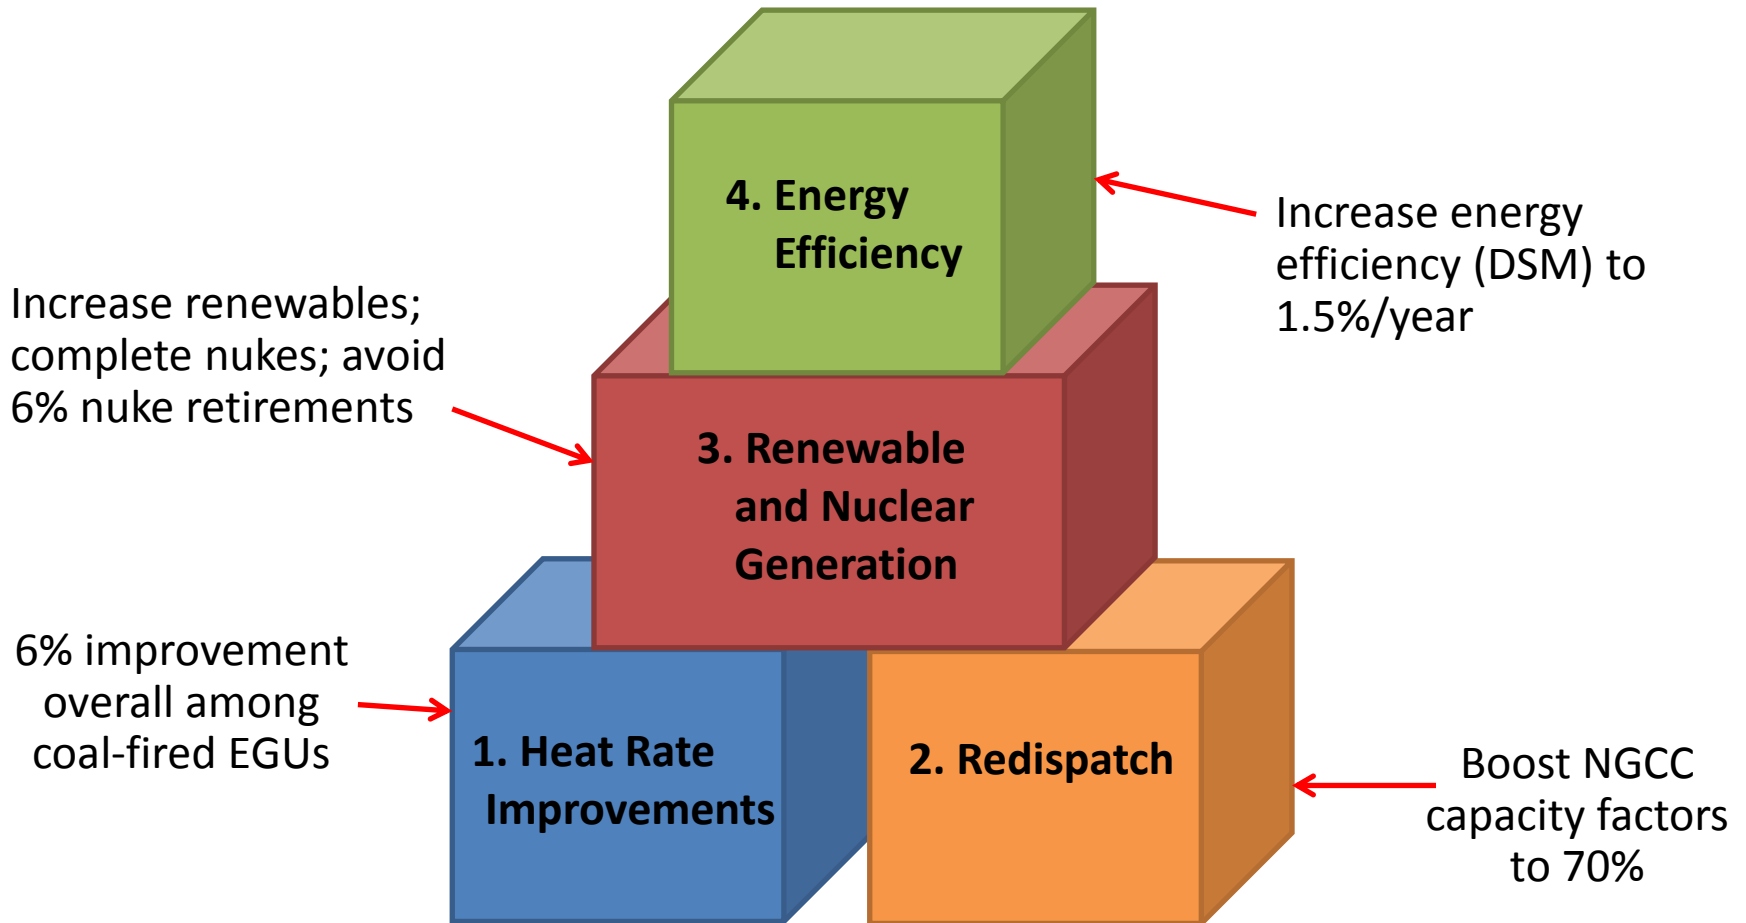 4. Energy
Efficiency
Increase energy
efficiency (DSM) to
1.5%/year
Increase renewables;
complete nukes; avoid
6% nuke retirements
3. Renewable
and Nuclear
Generation
6% improvement
overall among
coal-fired EGUs
1. Heat Rate
Improvements
2. Redispatch
Boost NGCC
capacity factors
to 70%